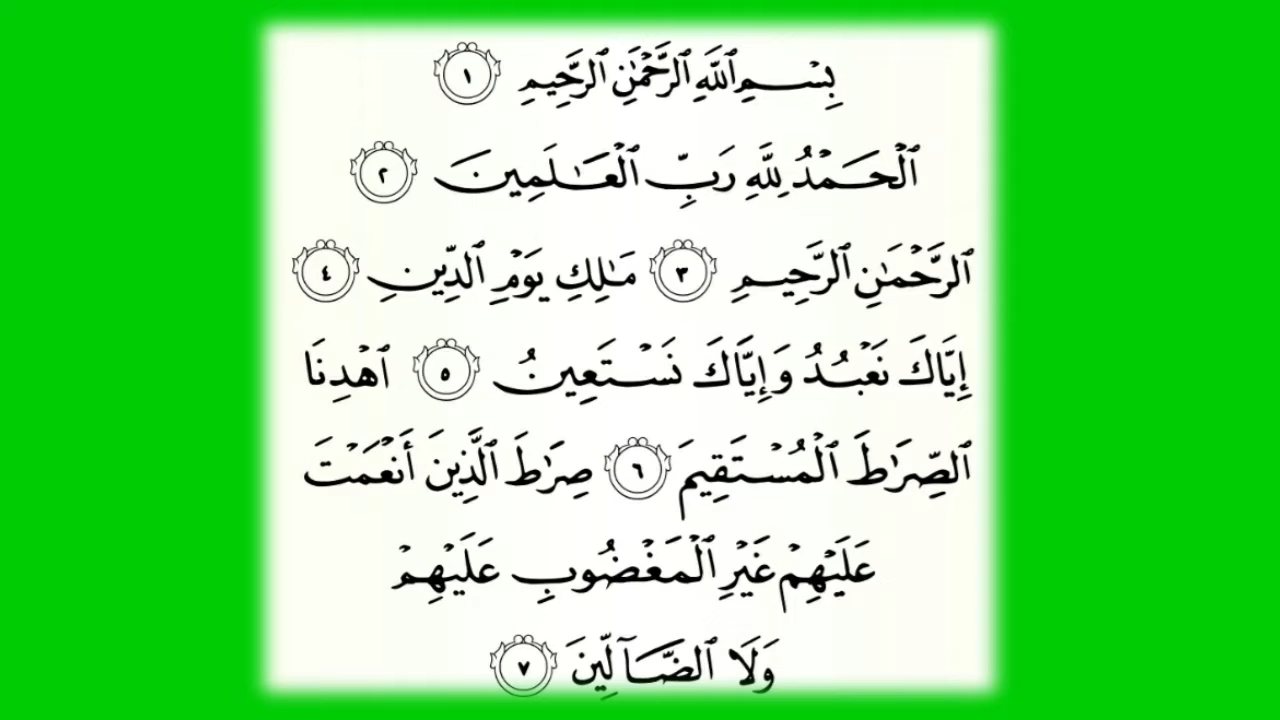 بِسْمِ ٱللَّهِ ٱلرَّحْمَٰنِ ٱلرَّحِيمِ ١
ٱلْحَمْدُ لِلَّهِ رَبِّ ٱلْعَٰلَمِينَ ٢
ٱلرَّحْمَٰنِ ٱلرَّحِيمِ ٣ مَٰلِكِ يَوْمِ ٱلدِّينِ ٤
إِيَّاكَ نَعْبُدُ وَإِيَّاكَ نَسْتَعِينُ ٥ ٱهْدِنَا
ٱلصِّرَٰطَ ٱلْمُسْتَقِيمَ ٦ صِرَٰطَ ٱلَّذِينَ أَنْعَمْتَ
عَلَيْهِمْ غَيْرِ ٱلْمَغْضُوبِ عَلَيْهِمْ
وَلَا ٱلضَّآلِّينَ ٧